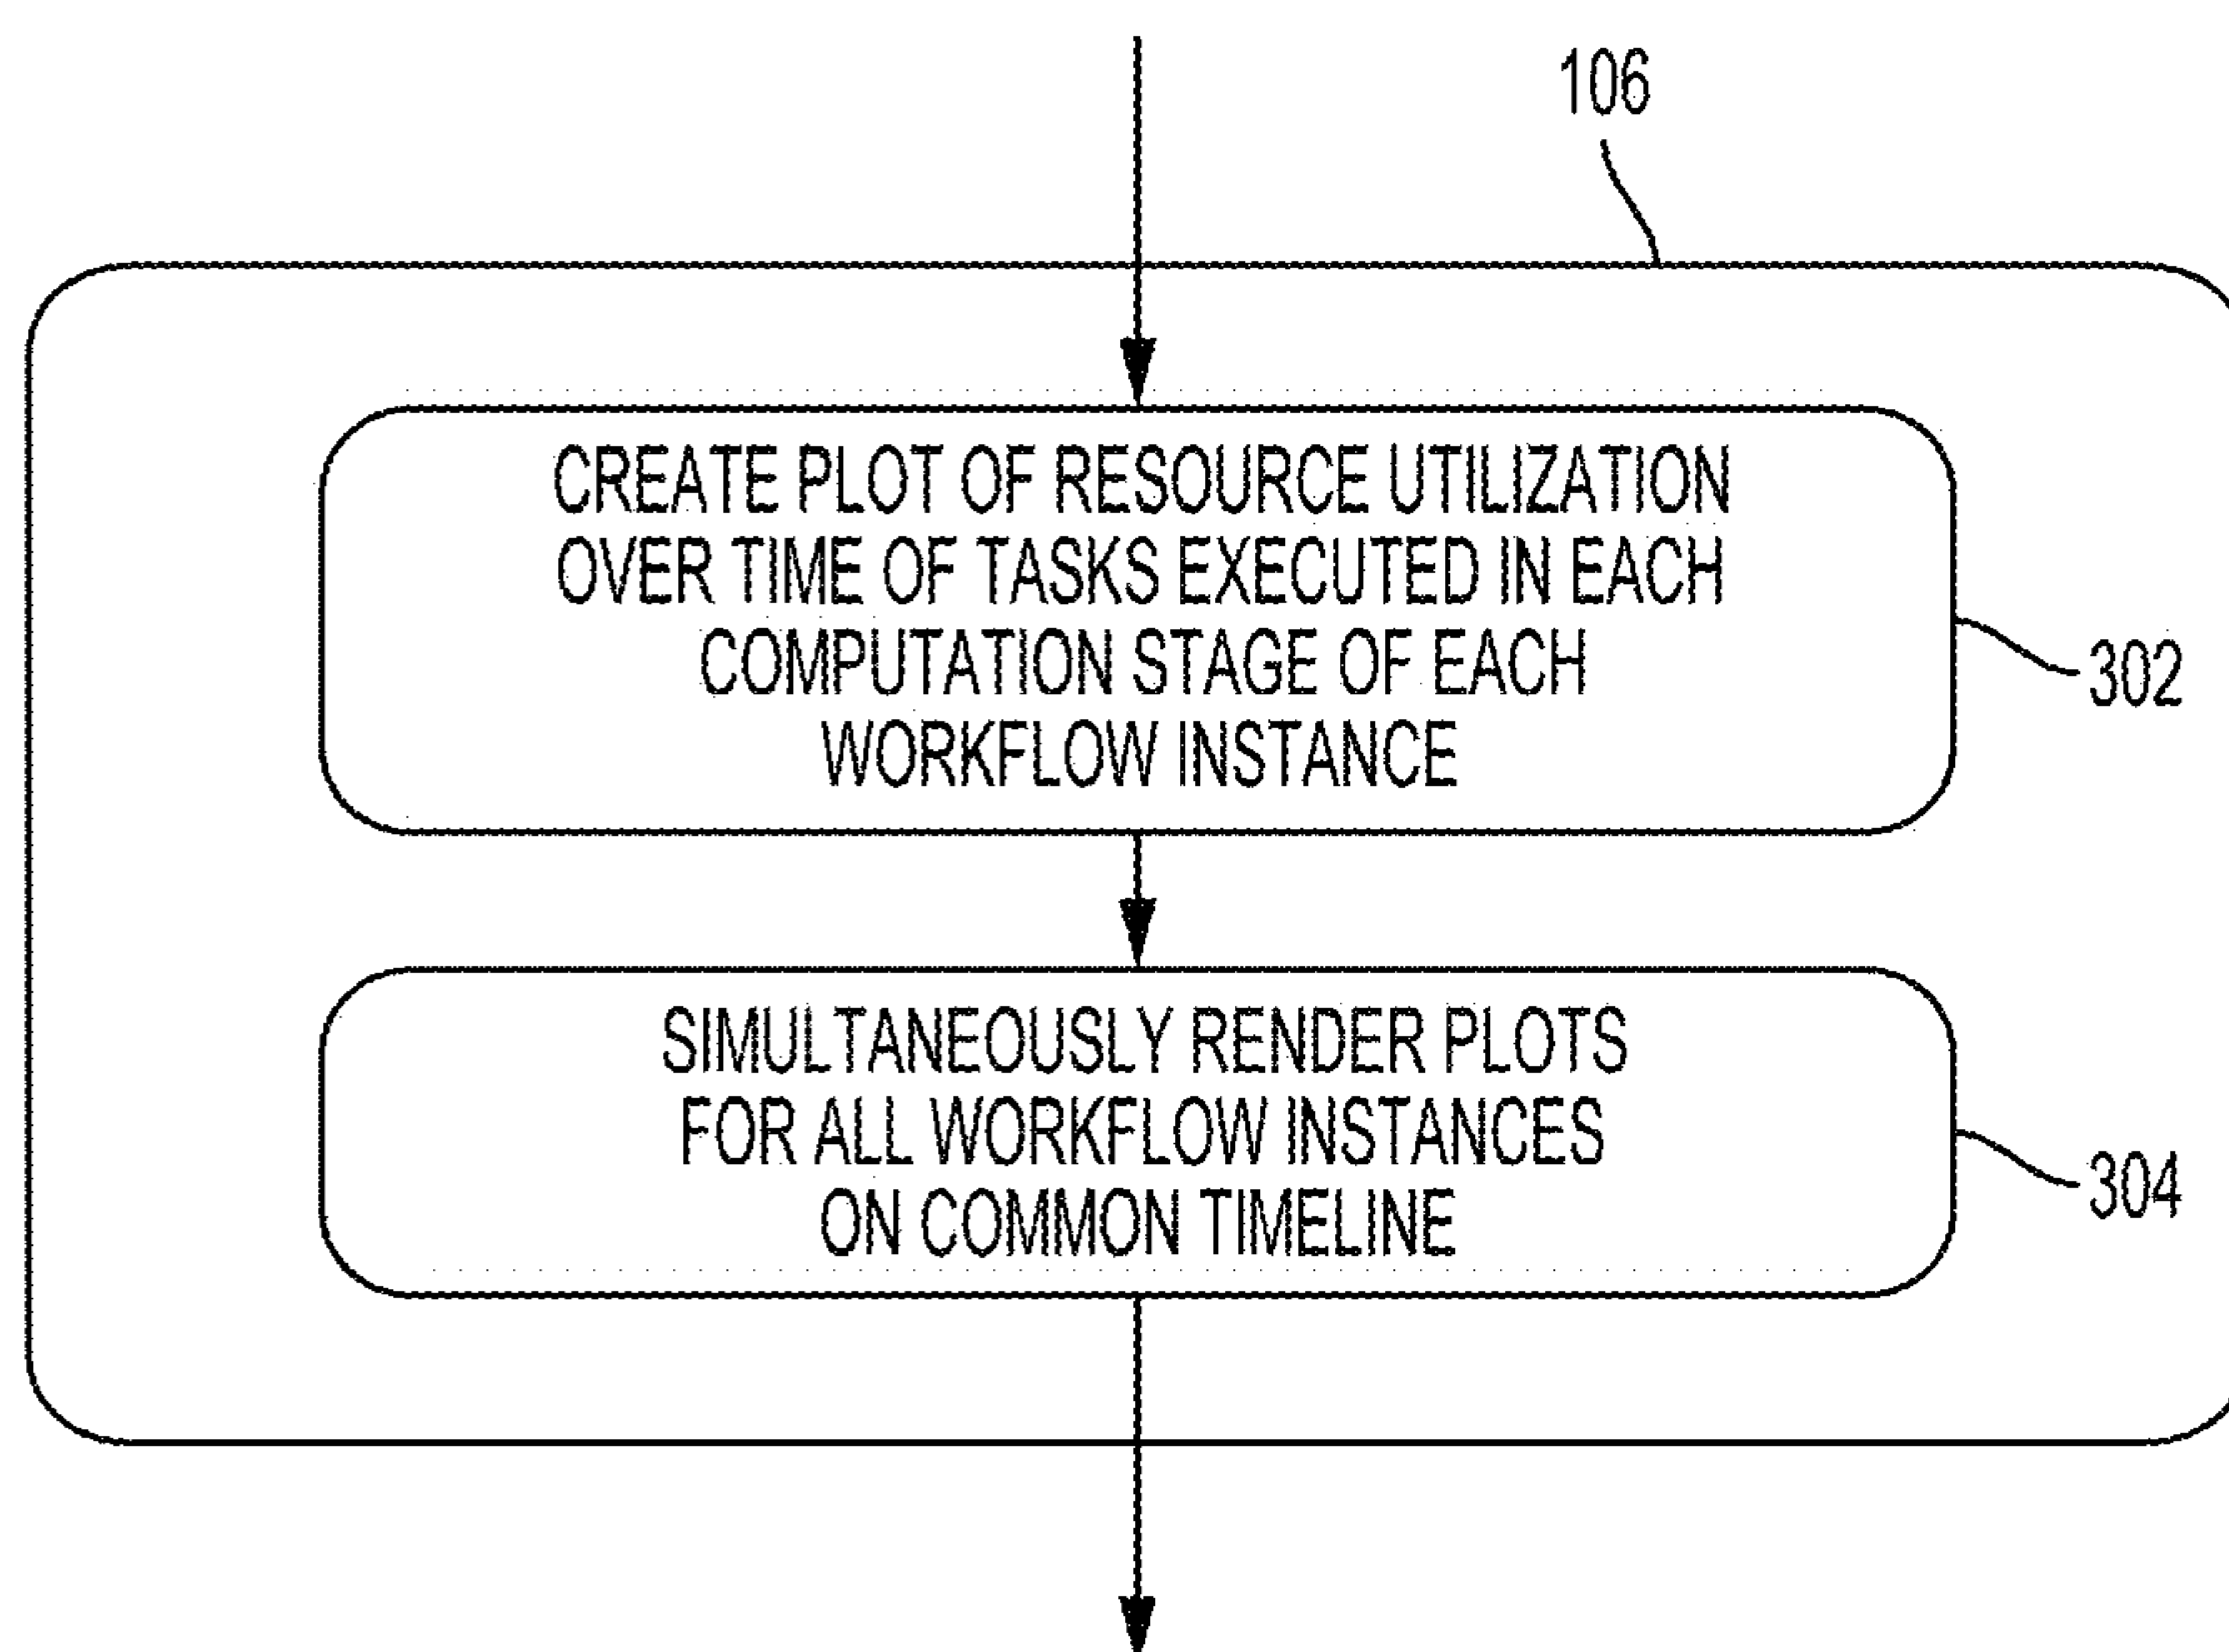 106
CREATE PLOT OF RESOURCE UTILIZATION
OVER TIME OF TASKS EXECUTED IN EACH
COMPUTATION STAGE OF EACH
WORKFLOW INSTANCE
302
SIMULTANEOUSLY RENDER PLOTS
FOR ALL WORKFLOW INSTANCES
ON COMMON TIMELINE
304